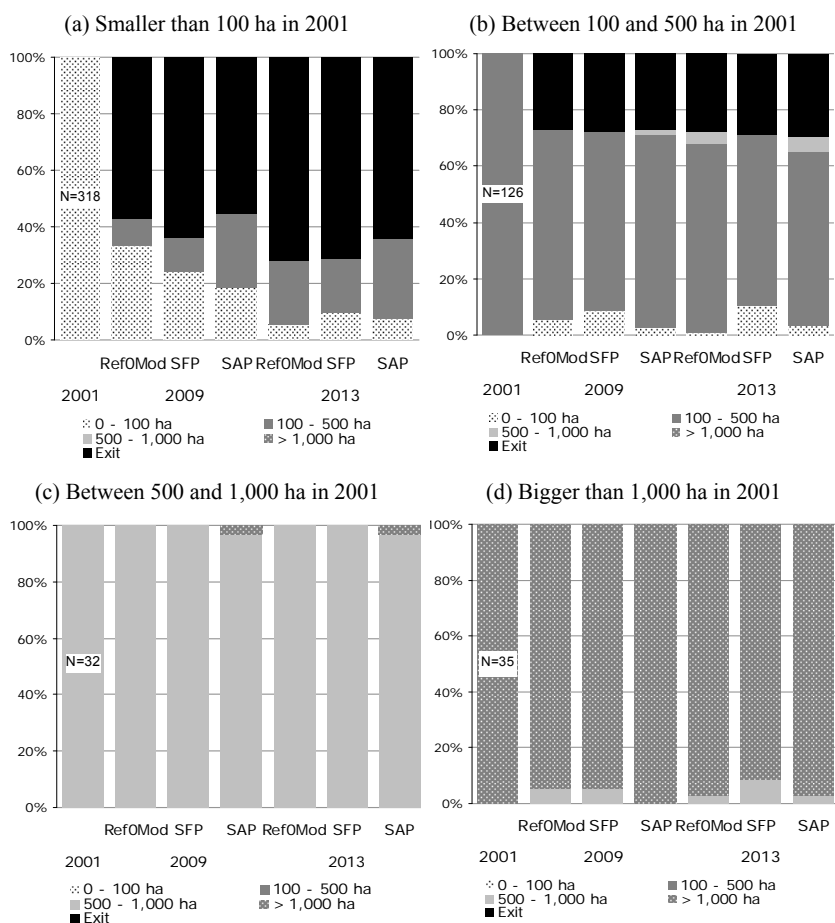 (a) Smaller than 100 ha in 2001
100%
80%
60%
40%
20%
0%
N=318
Ref0Mod SFP SAP Ref0Mod SFP SAP
2001 2009 2013
0 - 100 ha 100 - 500 ha
500 - 1,000 ha > 1,000 ha
Exit
(b) Between 100 and 500 ha in 2001
100%
80%
60%
40%
20%
0%
N=126
Ref0Mod SFP SAP Ref0Mod SFP SAP
2001 2009 2013
0 - 100 ha 100 - 500 ha
500 - 1,000 ha > 1,000 ha
Exit
(c) Between 500 and 1,000 ha in 2001
100%
80%
60%
40%
20%
0%
N=32
Ref0Mod SFP SAP Ref0Mod SFP SAP
2001 2009 2013
0 - 100 ha 100 - 500 ha
500 - 1,000 ha > 1,000 ha
Exit
(d) Bigger than 1,000 ha in 2001
100%
80%
60%
40%
20%
0%
N=35
Ref0Mod SFP SAP Ref0Mod SFP SAP
2001 2009 2013
0 - 100 ha 100 - 500 ha
500 - 1,000 ha > 1,000 ha
Exit